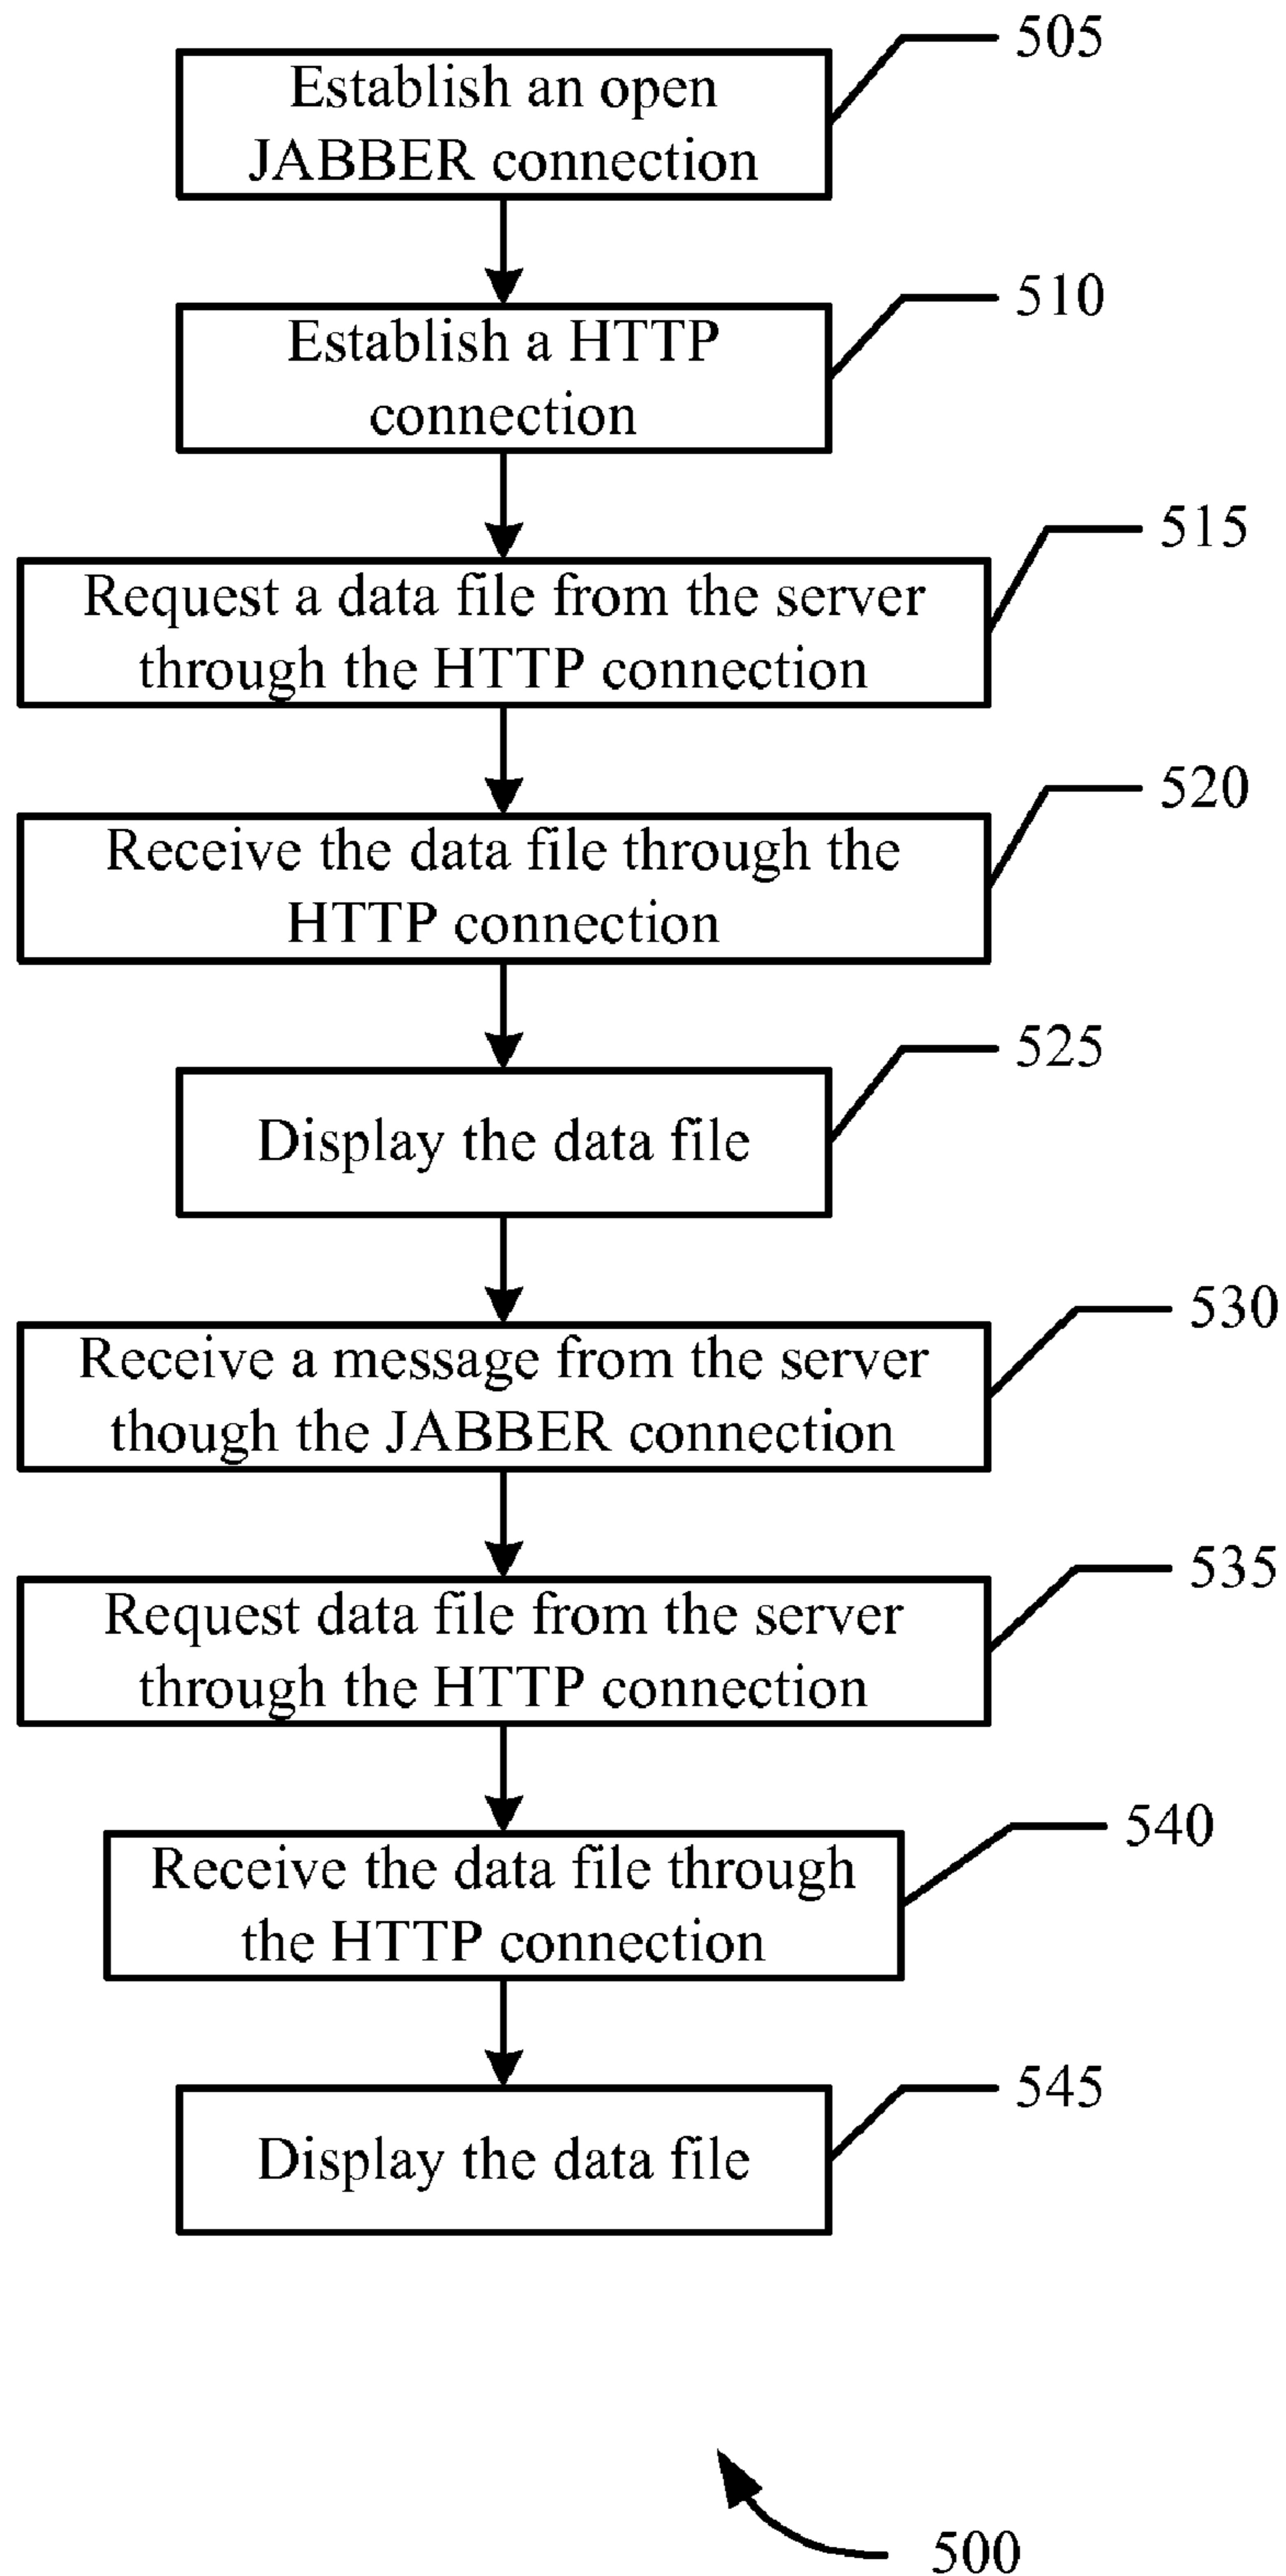 505
Establish an open
JABBER connection
510
Establish a HTTP
connection
515
Request a data file from the server
through the HTTP connection
520
Receive the data file through the
HTTP connection
525
Display the data file
530
Receive a message from the server
though the JABBER connection
535
Request data file from the server
through the HTTP connection
540
Receive the data file through
the HTTP connection
545
Display the data file
500